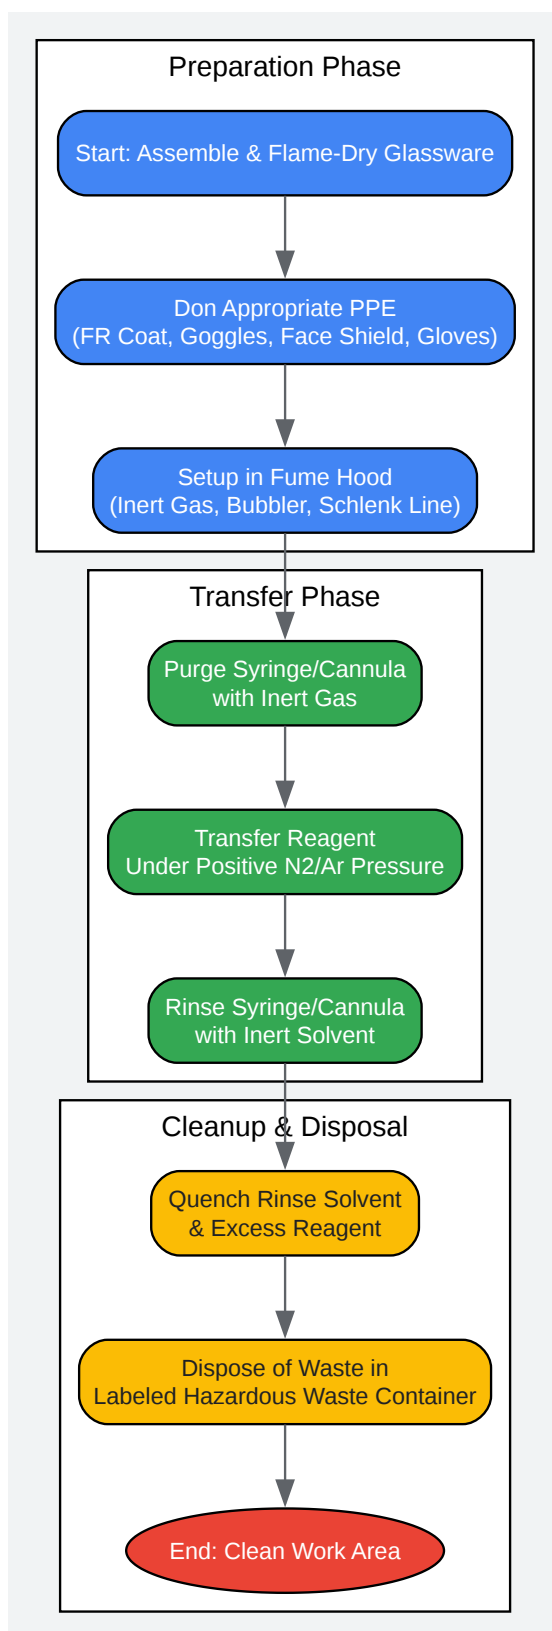 Preparation Phase
Start: Assemble & Flame-Dry Glassware
Don Appropriate PPE
(FR Coat, Goggles, Face Shield, Gloves)
Setup in Fume Hood
(Inert Gas, Bubbler, Schlenk Line)
Transfer Phase
Purge Syringe/Cannula
with Inert Gas
Transfer Reagent
Under Positive N2/Ar Pressure
Rinse Syringe/Cannula
with Inert Solvent
Cleanup & Disposal
Quench Rinse Solvent
& Excess Reagent
Dispose of Waste in
Labeled Hazardous Waste Container
End: Clean Work Area